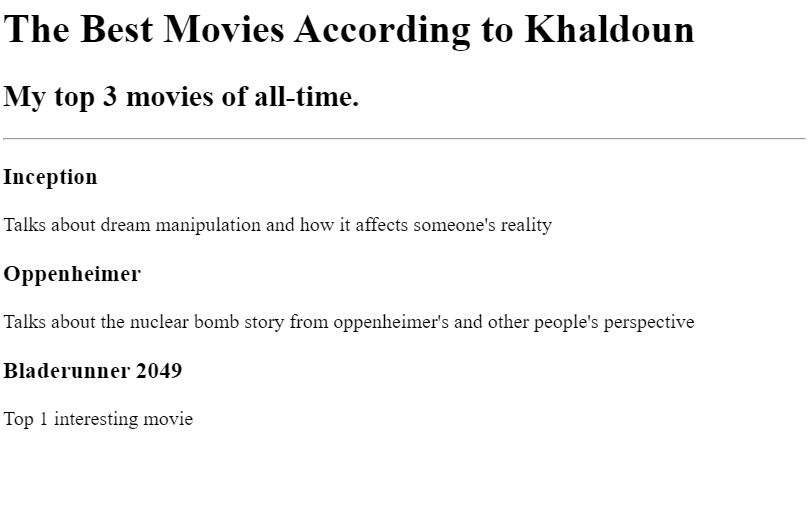 The Best Movies According to Khaldoun
My top 3 movies of all-time.
Inception
Talks about dream manipulation and how it affects someone's reality
Oppenheimer
Talks about the nuclear bomb story from oppenheimer's and other people's perspective
Bladerunner 2049
Top 1 interesting movie